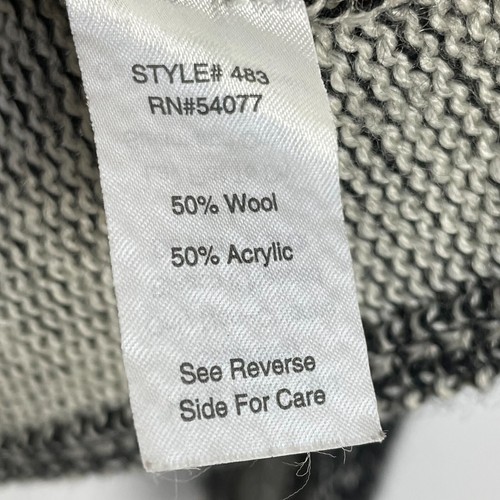 STYLE# 483
RN#54077
50% Wool
50% Acrylic
See Reverse
Side For Care